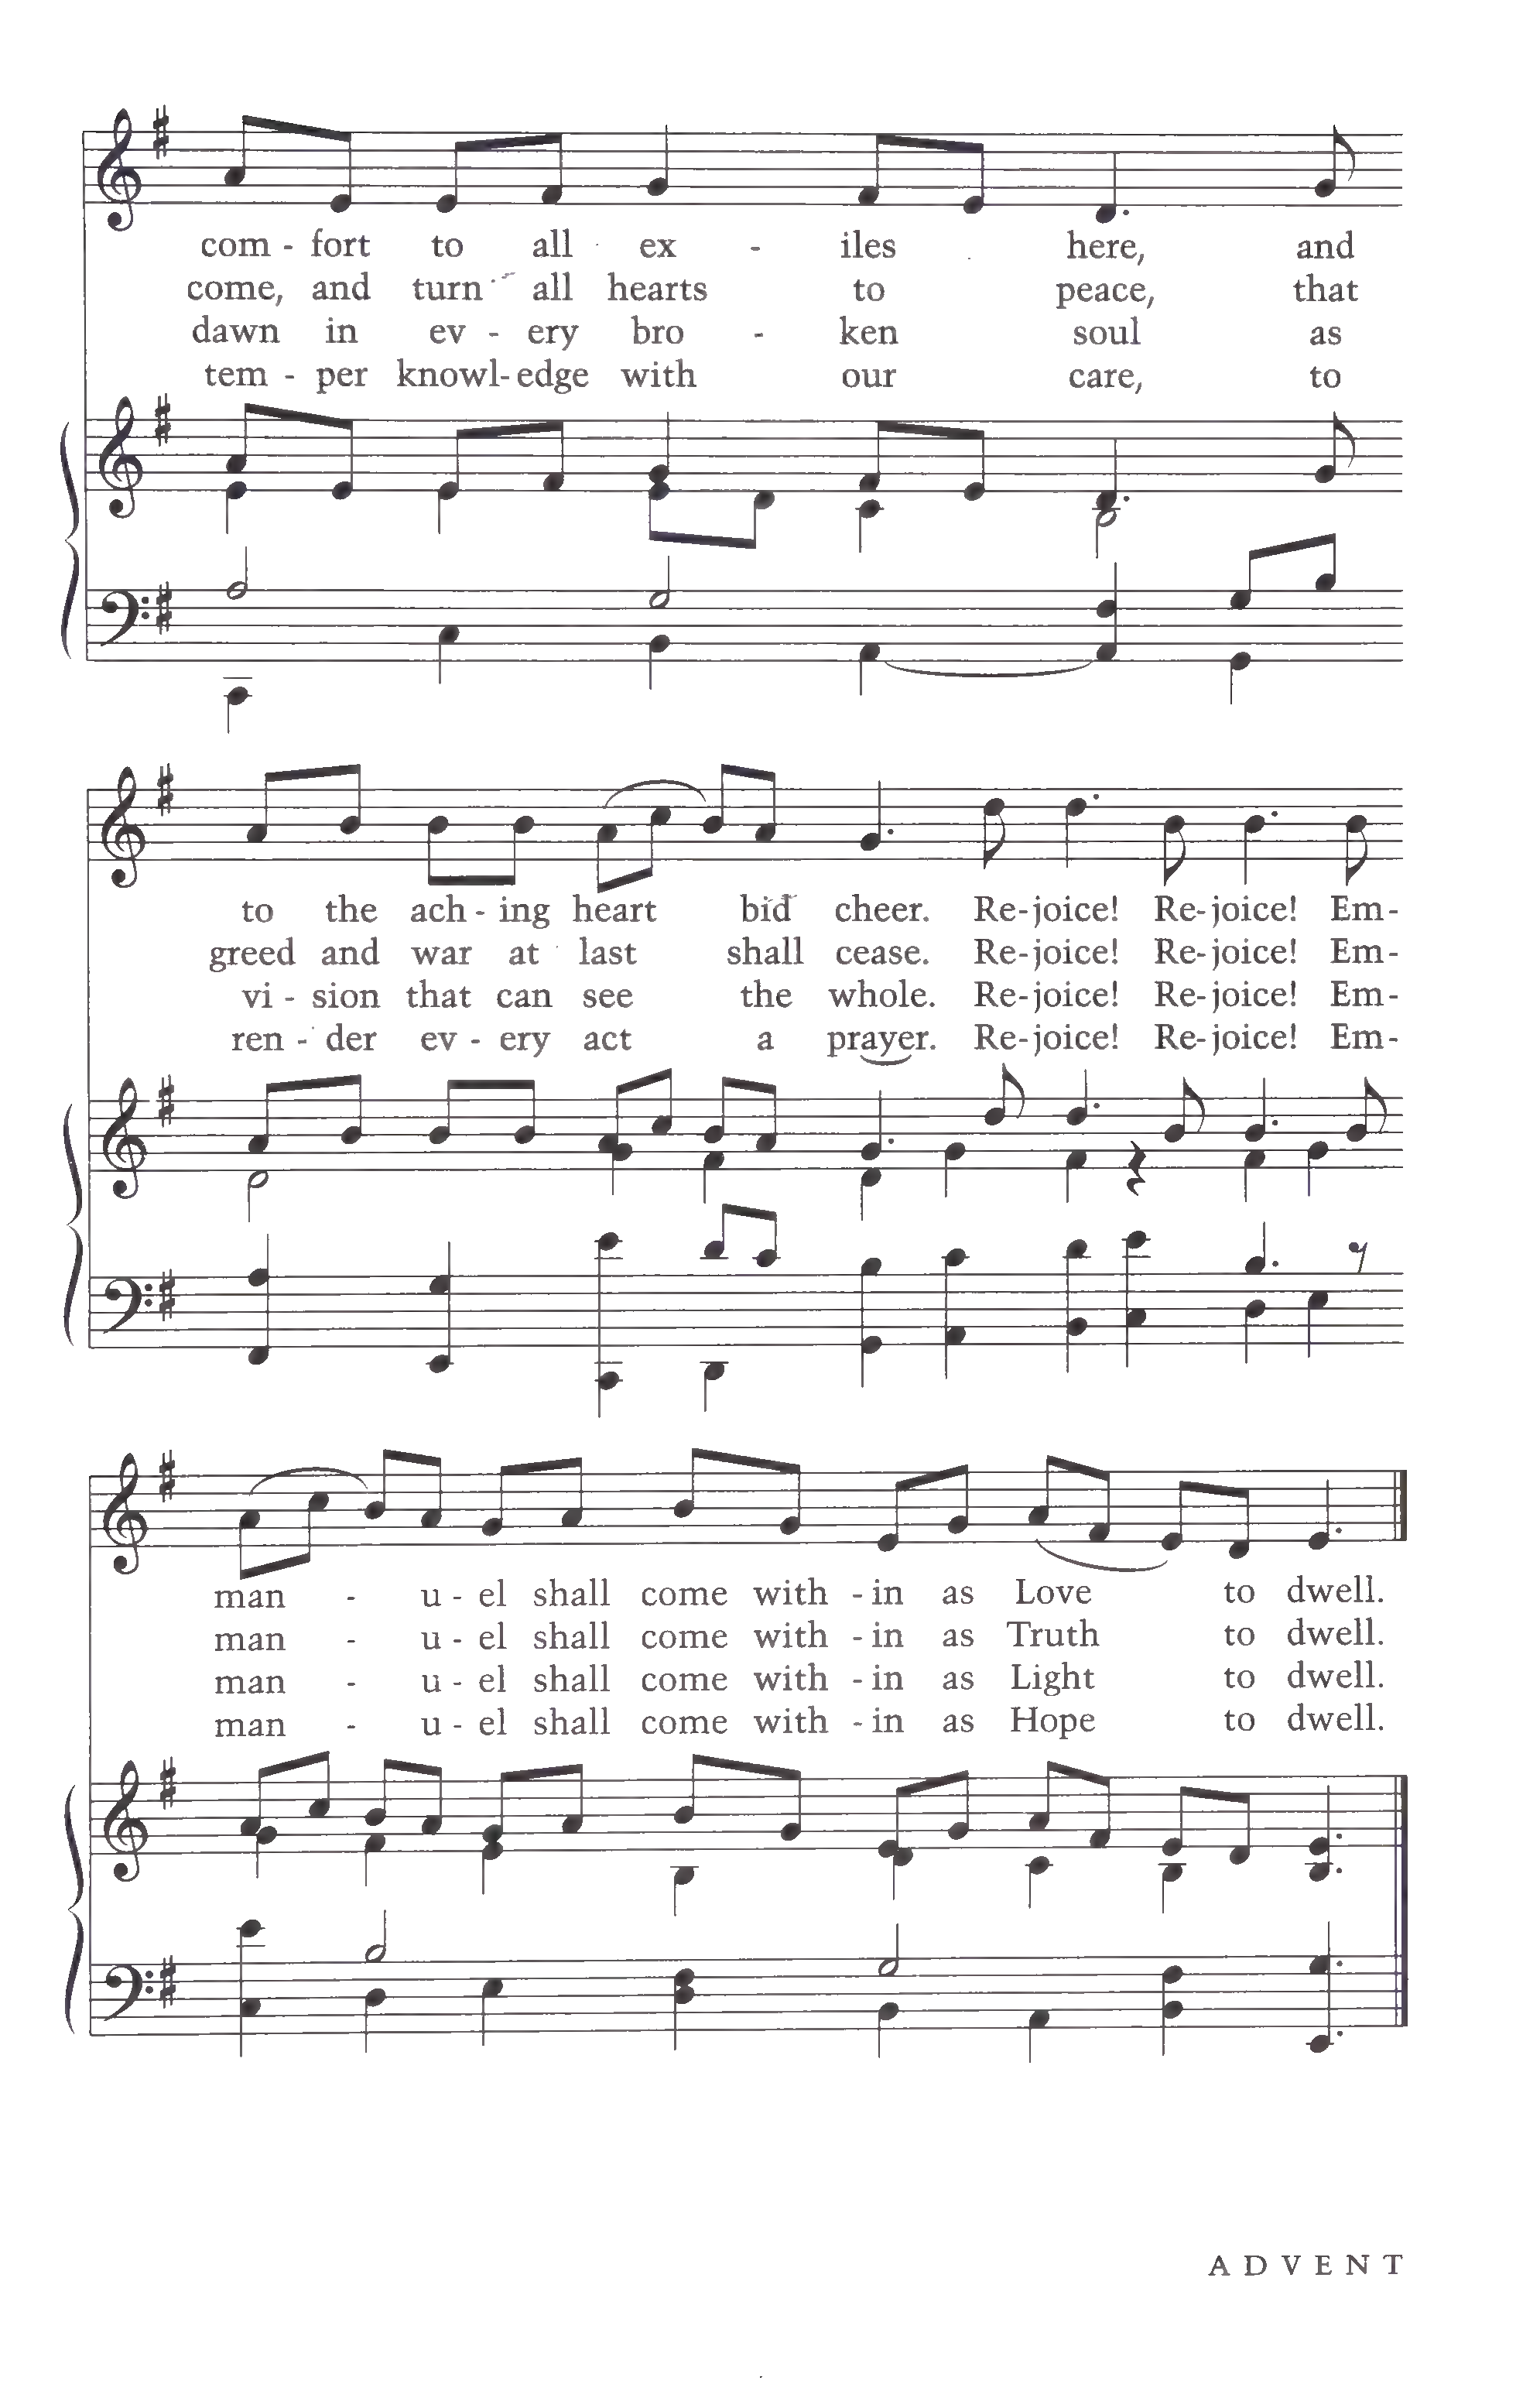 com - fort to all ex - iles here, and
come, and turn all hearts to peace, that
dawn in ev - ery bro - ken soul as
tem - per knowl - edge with our care, to
to the ach - ing heart bid cheer. Re - joice! Re - joice! Em -
greed and war at last shall cease. Re - joice! Re - joice! Em -
vi - sion that can see the whole. Re - joice! Re - joice! Em -
ren - der ev - ery act a prayer. Re - joice! Re - joice! Em -
man - u - el shall come with - in as Love to dwell.
man - u - el shall come with - in as Truth to dwell.
man - u - el shall come with - in as Light to dwell.
man - u - el shall come with - in as Hope to dwell.
ADVENT